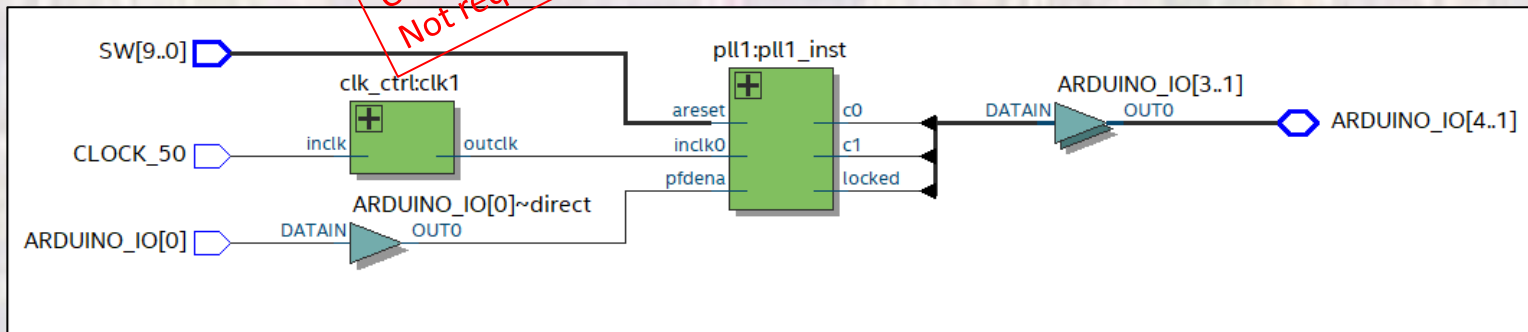 Not
SW[9..0]
pll1:pll1_inst
clk_ctrl:clk1
ARDUINO_IO[3..1]
areset
c0
DATAIN
OUT0
ARDUINO_IO[4..1]
CLOCK_50
inclk
outclk
inclk0
c1
pfdena
locked
ARDUINO_IO[0]~direct
ARDUINO_IO[0]
DATAIN
OUT0